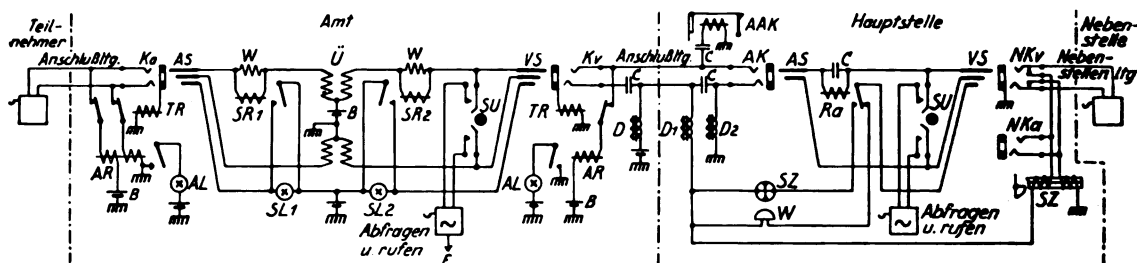 Teil-
nehmer
Amt
Hauptstelle
Neben-
stelle
Anschlußltg.
Ka
AS
W
Ü
W
VS
Kv
Anschlußltg.
C
AAK
C
C
AK
AS
C
VS
NKv
Neben-
stellen ltg
TR
SR1
B
SR2
SU
TR
D
D1
D2
Ra
SU
NKa
AR
B
AL
SL1
SL2
AL
AR
B
SZ
W
SZ
Abfragen
u. rufen
E
Abfragen
u. rufen